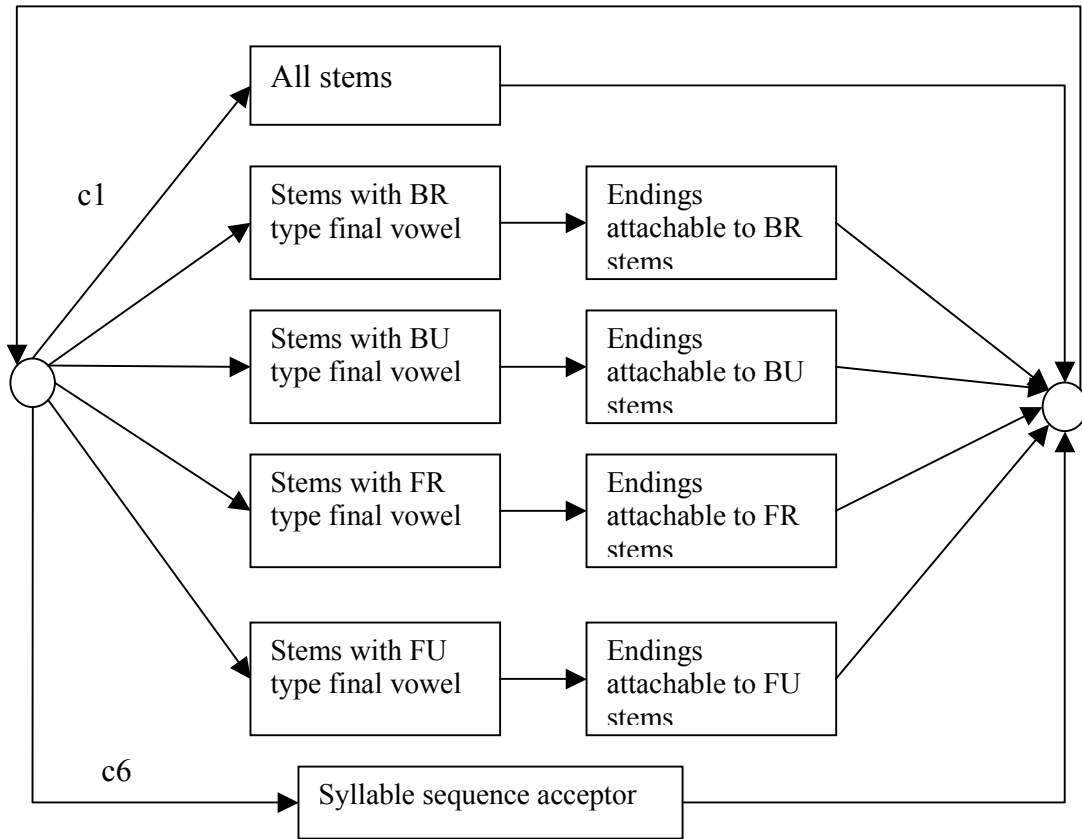 All stems
c1
Stems with BR
type final vowel
Endings
attachable to BR
stems
Stems with BU
type final vowel
Endings
attachable to BU
stems
Stems with FR
type final vowel
Endings
attachable to FR
stems
Stems with FU
type final vowel
Endings
attachable to FU
stems
c6
Syllable sequence acceptor